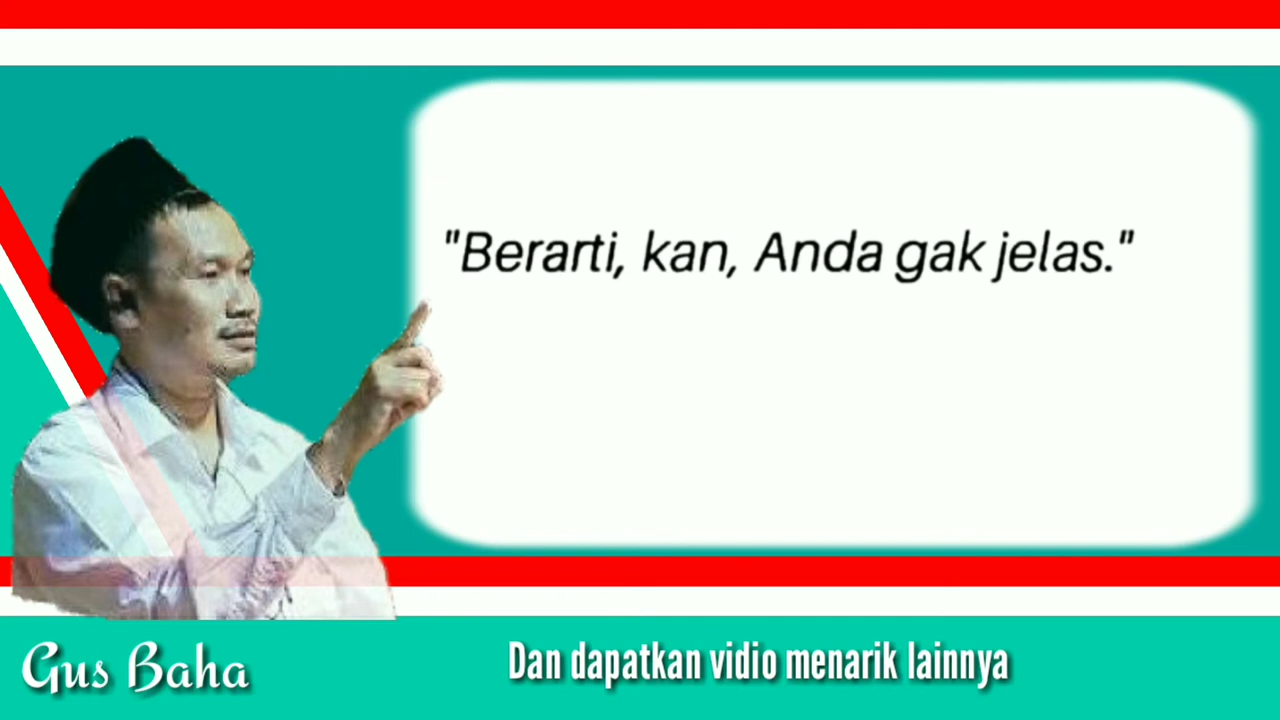 "Berarti, kan, Anda gak jelas."
Gus Baha
Dan dapatkan vidio menarik lainnya